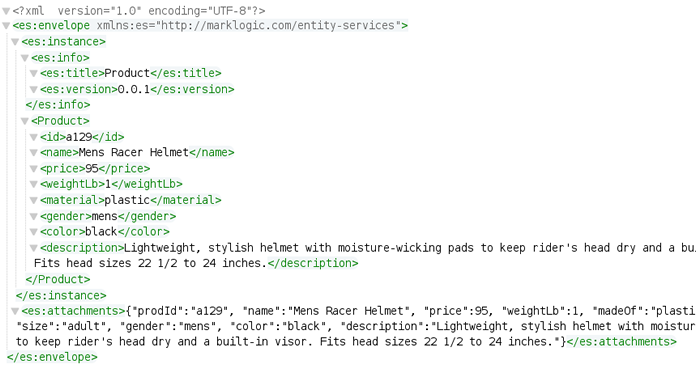 <?xml  version="1.0" encoding="UTF-8"?>
<es:envelope xmlns:es="http://marklogic.com/entity-services">
<es:instance>
<es:info>
<es:title>Product</es:title>
<es:version>0.0.1</es:version>
</es:info>
<Product>
<id>a129</id>
<name>Mens Racer Helmet</name>
<price>95</price>
<weightLb>1</weightLb>
<material>plastic</material>
<gender>mens</gender>
<color>black</color>
<description>Lightweight, stylish helmet with moisture-wicking pads to keep rider's head dry and a bu
Fits head sizes 22 1/2 to 24 inches.</description>
</Product>
</es:instance>
<es:attachments>{"prodId":"a129", "name":"Mens Racer Helmet", "price":95, "weightLb":1, "madeOf":"plasti
"size":"adult", "gender":"mens", "color":"black", "description":"Lightweight, stylish helmet with moistur
to keep rider's head dry and a built-in visor. Fits head sizes 22 1/2 to 24 inches."}</es:attachments>
</es:envelope>